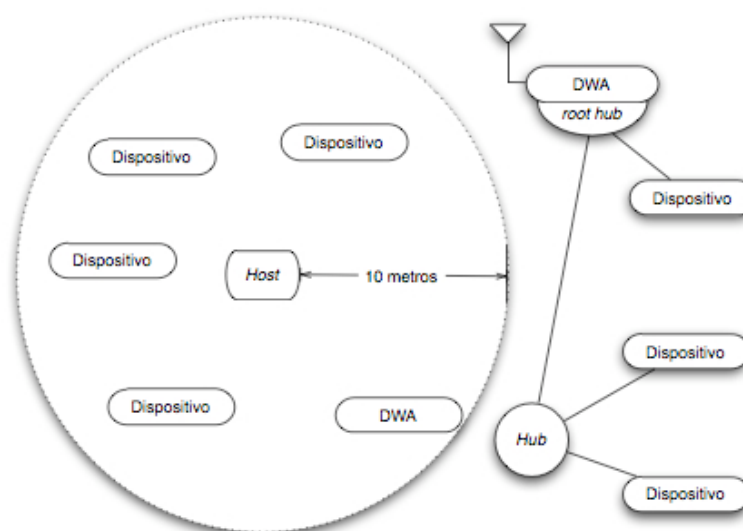 Dispositivo
Dispositivo
Dispositivo
Host
10 metros
Dispositivo
DWA
DWA
root hub
Dispositivo
Dispositivo
Hub
Dispositivo